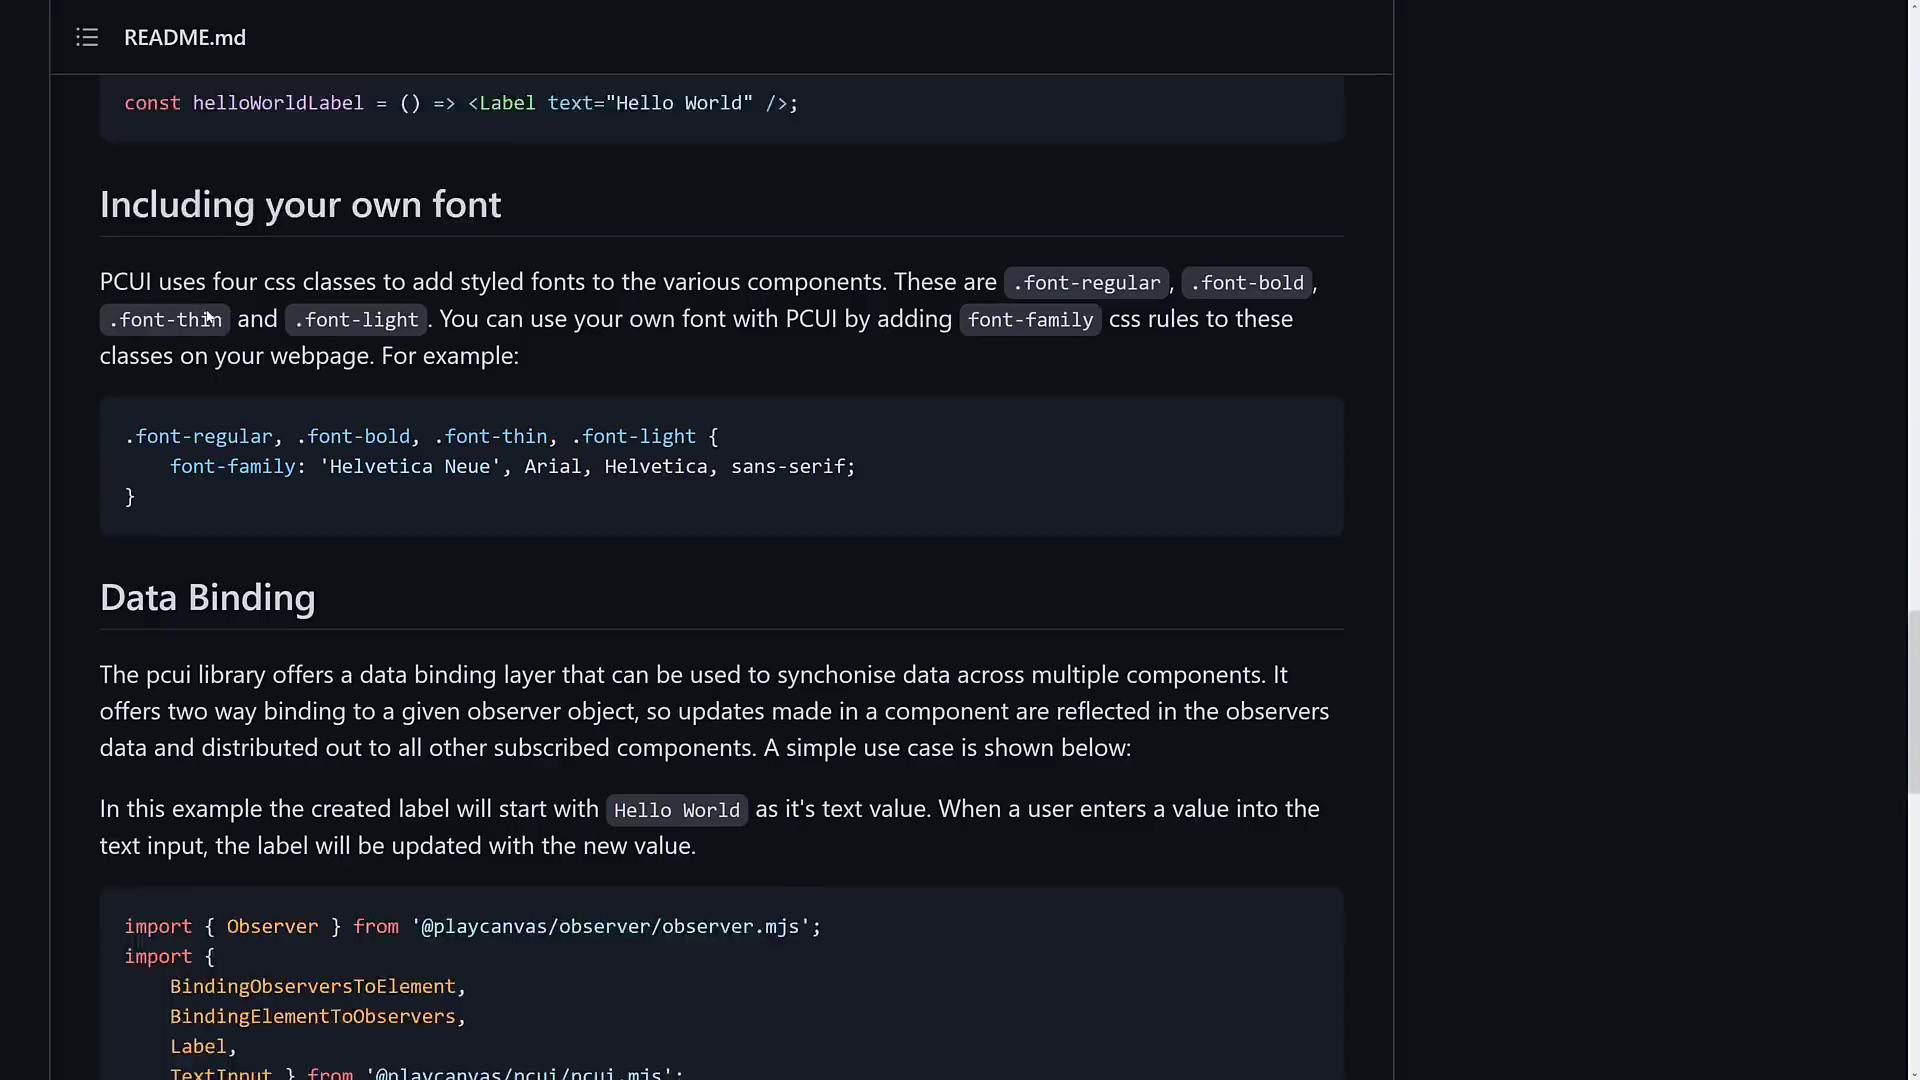 README.md
const helloWorldLabel = () => <Label text="Hello World" />;
Including your own font
PCUI uses four css classes to add styled fonts to the various components. These are .font-regular, .font-bold,
.font-thin and .font-light. You can use your own font with PCUI by adding font-family css rules to these
classes on your webpage. For example:
.font-regular, .font-bold, .font-thin, .font-light {
    font-family: 'Helvetica Neue', Arial, Helvetica, sans-serif;
}
Data Binding
The pcui library offers a data binding layer that can be used to synchonise data across multiple components. It
offers two way binding to a given observer object, so updates made in a component are reflected in the observers
data and distributed out to all other subscribed components. A simple use case is shown below:
In this example the created label will start with Hello World as it's text value. When a user enters a value into the
text input, the label will be updated with the new value.
import { Observer } from '@playcanvas/observer/observer.mjs';
import {
    BindingObserversToElement,
    BindingElementToObservers,
    Label,
    TextInput } from '@playcanvas/pcui/pcui.mjs';